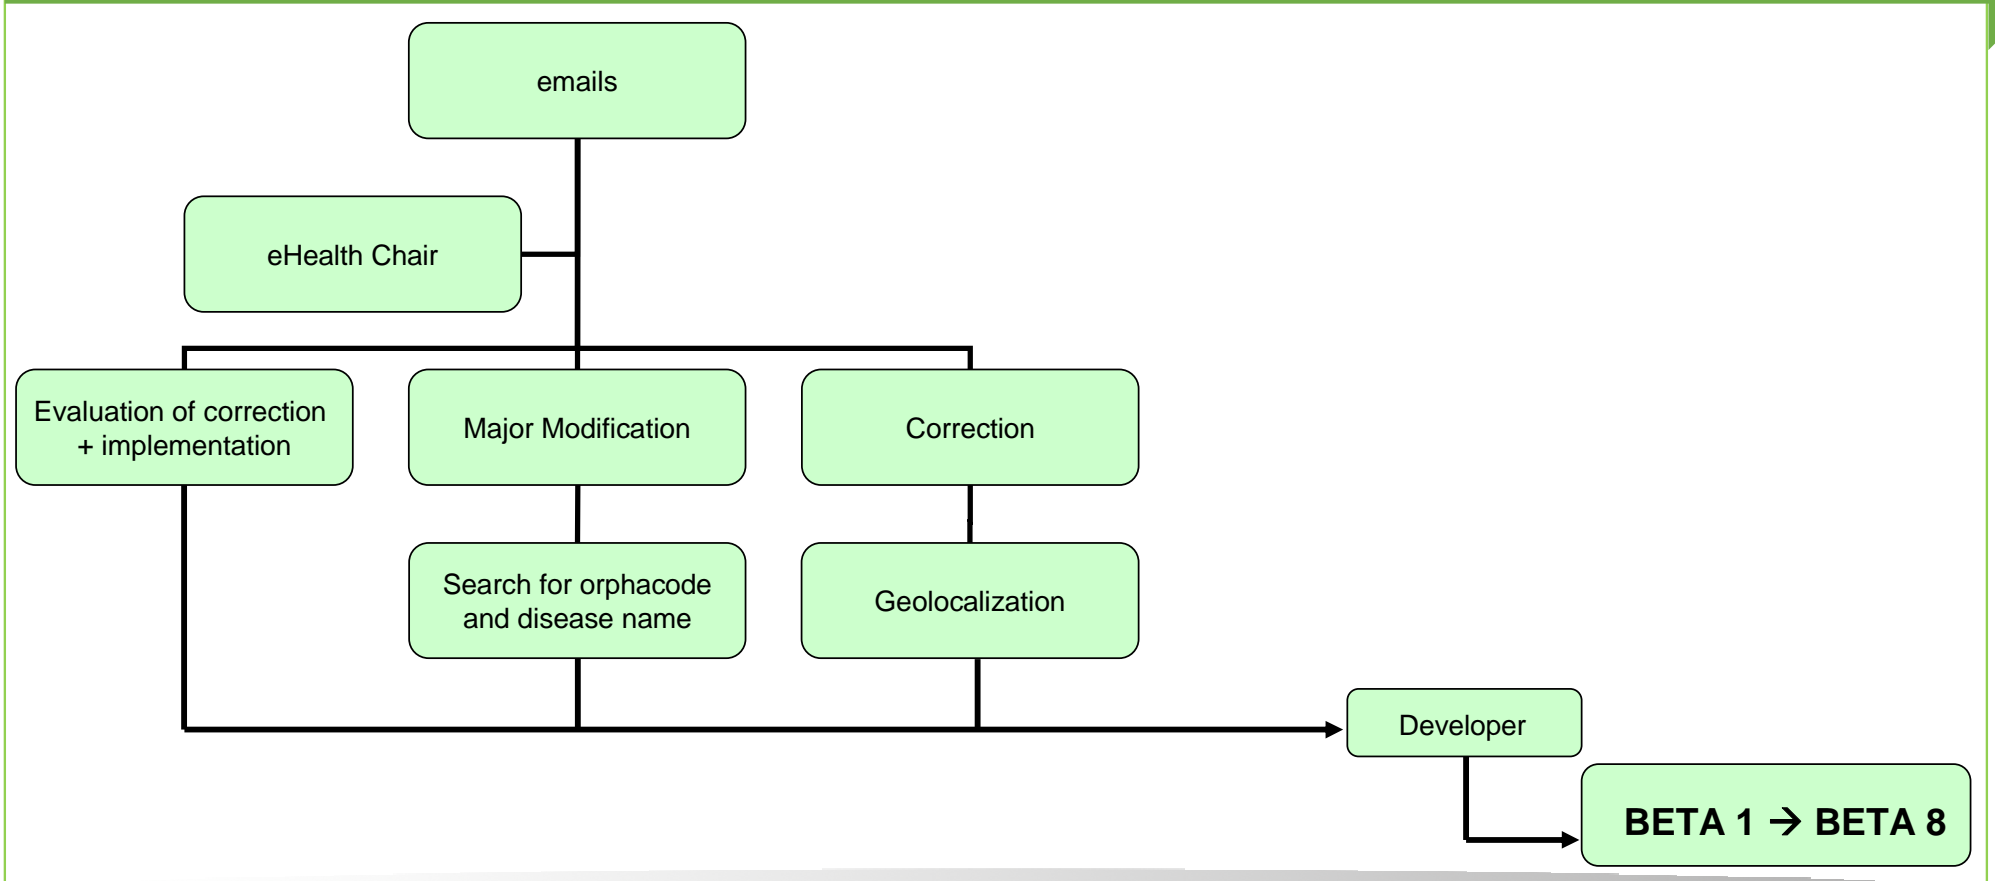 emails
eHealth Chair
Evaluation of correction
+ implementation
Major Modification
Correction
Search for orphacode
and disease name
Geolocalization
Developer
BETA 1 → BETA 8